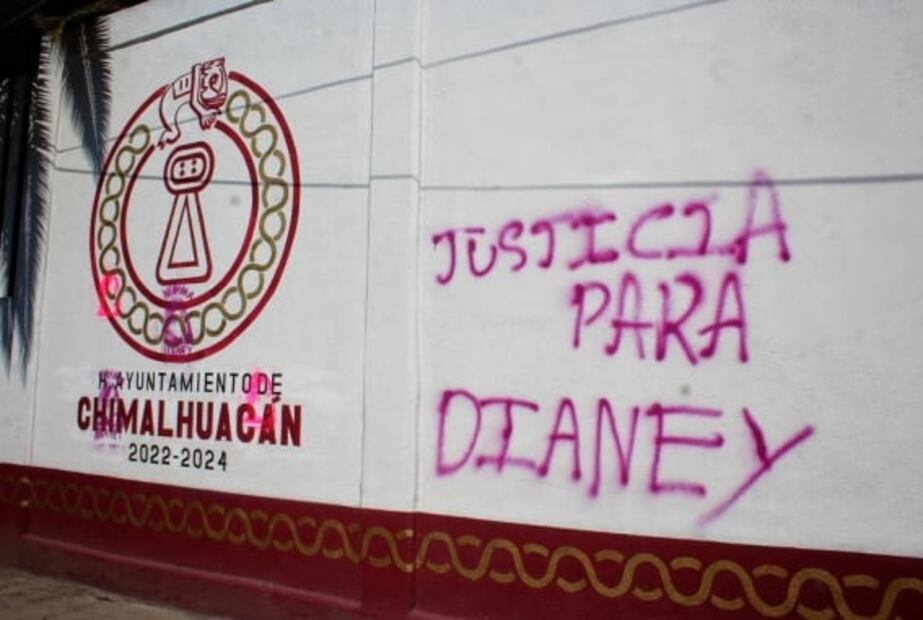 H. AYUNTAMIENTO DE
CHIMALHUACÁN
2022-2024
JUSTICIA
PARA
DIANEY